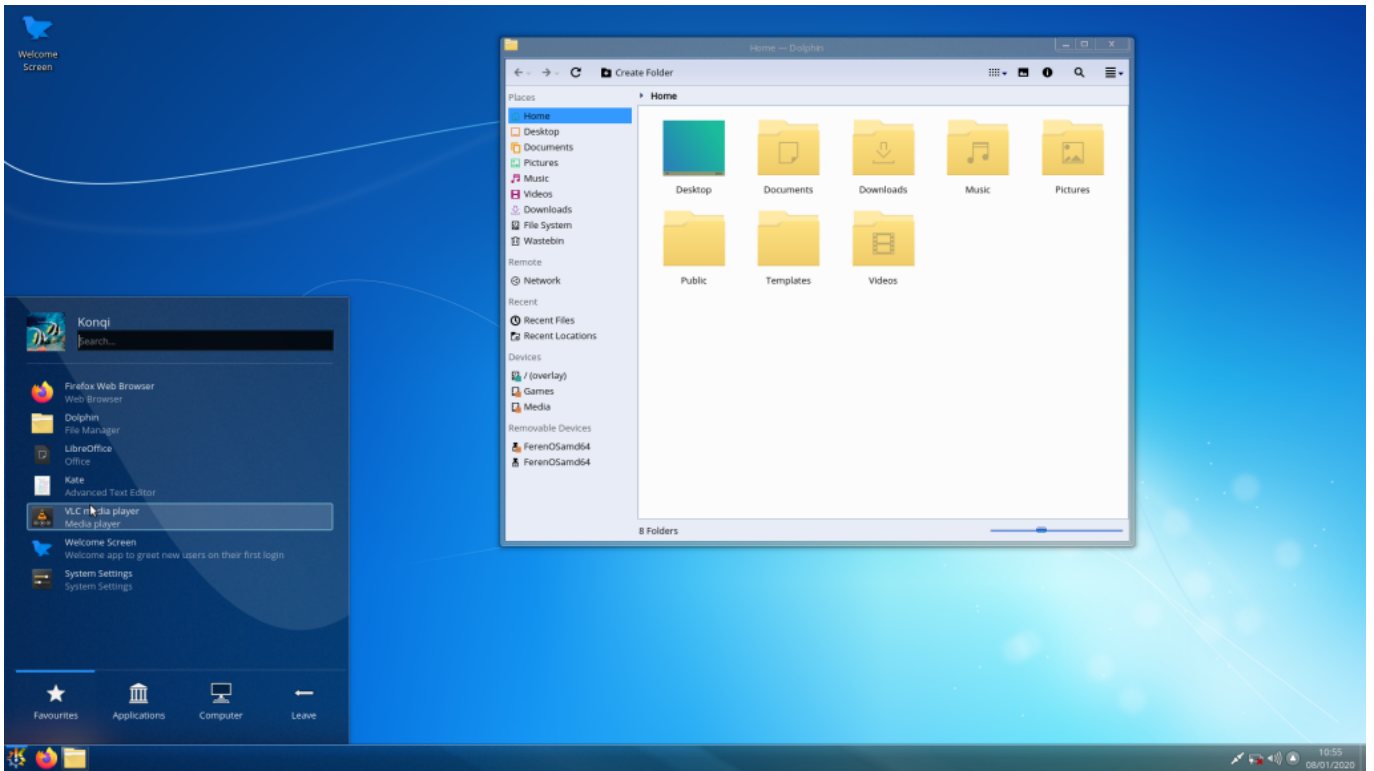 Welcome
Screen
Home — Dolphin
Create Folder
Places
Home
Desktop
Documents
Pictures
Music
Videos
Downloads
File System
Wastebin
Remote
Network
Recent
Recent Files
Recent Locations
Devices
/ (overlay)
Games
Media
Removable Devices
FerenOSamd64
FerenOSamd64
Home
Desktop
Documents
Downloads
Music
Pictures
Public
Templates
Videos
8 Folders
Konqi
Search...
Firefox Web Browser
Web Browser
Dolphin
File Manager
LibreOffice
Office
Kate
Advanced Text Editor
VLC media player
Media player
Welcome Screen
Welcome app to greet new users on their first login
System Settings
System Settings
Favourites
Applications
Computer
Leave
10:55
08/01/2020